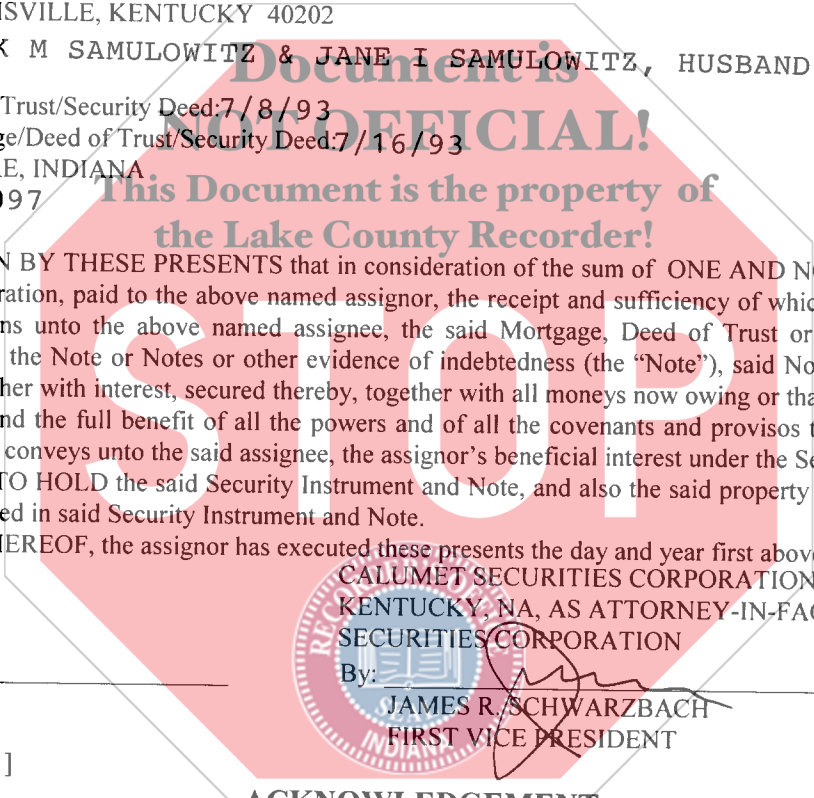 ISVILLE, KENTUCKY 40202
K M SAMULOWITZ & JANE I SAMULOWITZ, HUSBAND
Document is
Trust/Security Deed:7/8/93
NOT OFFICIAL!
ge/Deed of Trust/Security Deed:7/16/93
E, INDIANA
This Document is the property of
97
the Lake County Recorder!
N BY THESE PRESENTS that in consideration of the sum of ONE AND N
ration, paid to the above named assignor, the receipt and sufficiency of whic
ns unto the above named assignee, the said Mortgage, Deed of Trust or
the Note or Notes or other evidence of indebtedness (the “Note”), said No
her with interest, secured thereby, together with all moneys now owing or tha
nd the full benefit of all the powers and of all the covenants and provisos t
STOP
conveys unto the said assignee, the assignor’s beneficial interest under the Se
TO HOLD the said Security Instrument and Note, and also the said property
ed in said Security Instrument and Note.
EREOF, the assignor has executed these presents the day and year first above
CALUMET SECURITIES CORPORATION
KENTUCKY, NA, AS ATTORNEY-IN-FAC
SECURITIES CORPORATION
RECORDER'S OFFICE
SEAL
INDIANA
By:
JAMES R. SCHWARZBACH
FIRST VICE PRESIDENT
]
ACKNOWLEDGEMENT